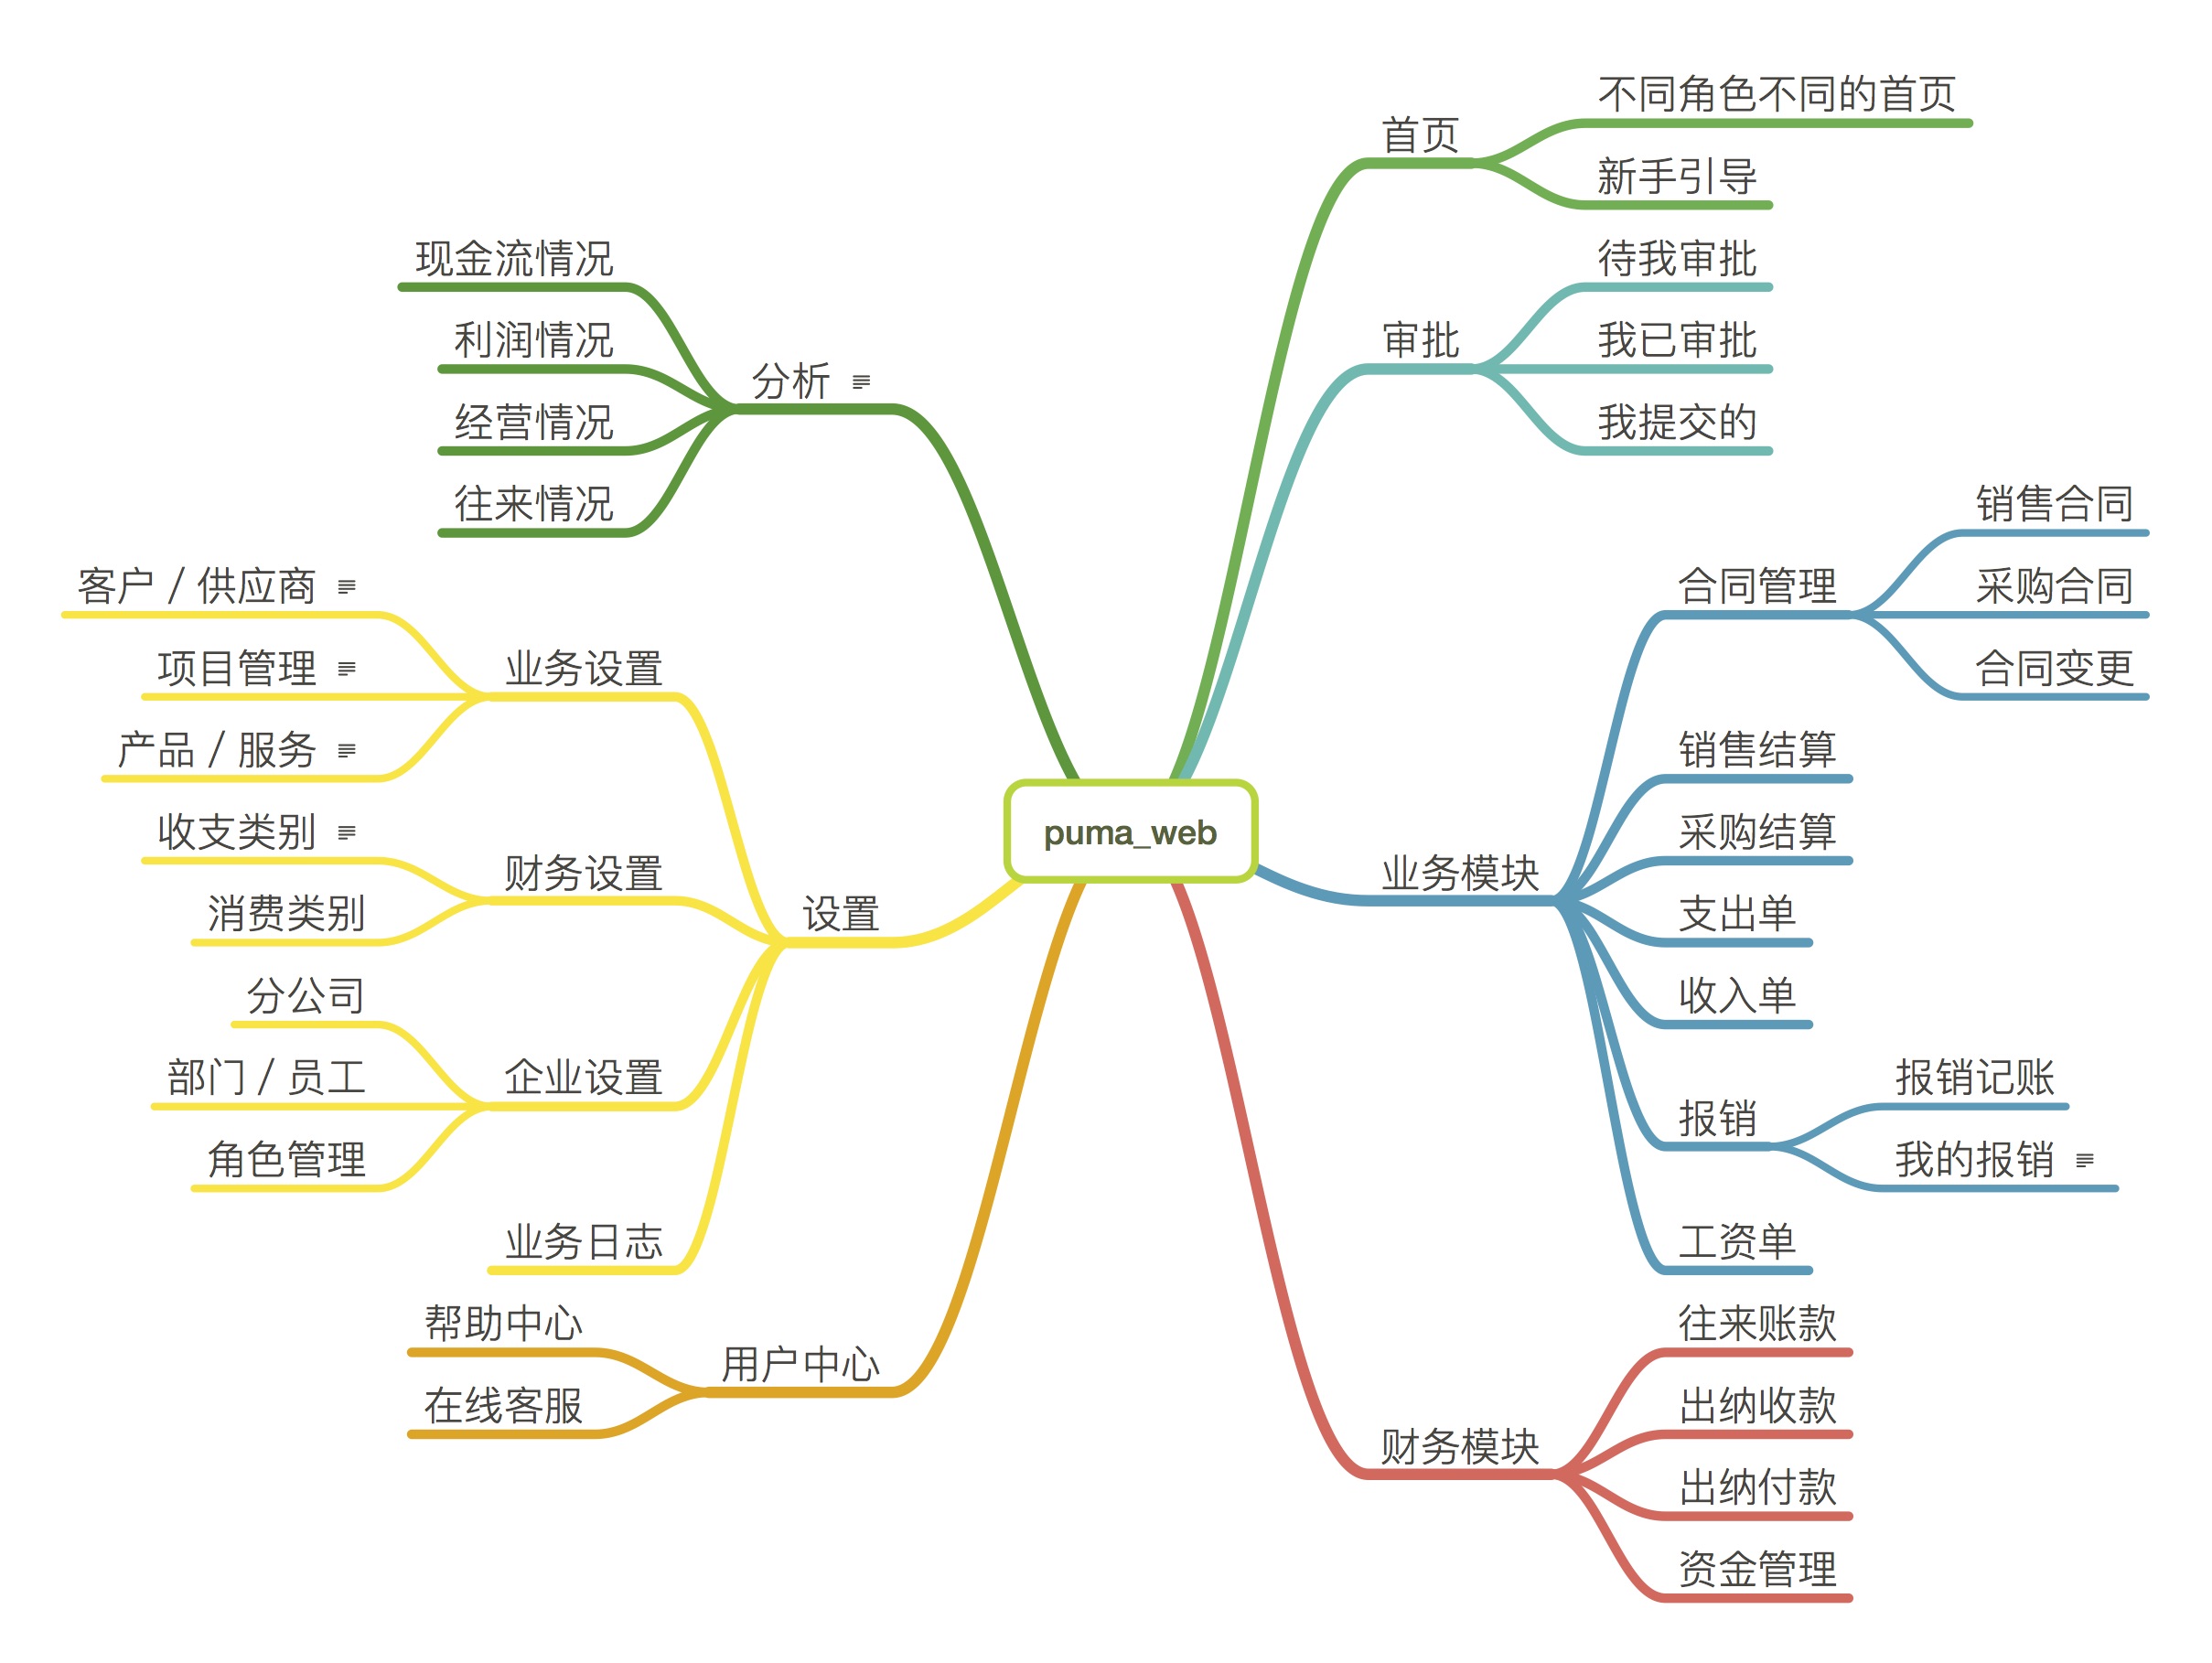 puma_web
首页
不同角色不同的首页
新手引导
审批
待我审批
我已审批
我提交的
业务模块
合同管理
销售合同
采购合同
合同变更
销售结算
采购结算
支出单
收入单
报销
报销记账
我的报销
工资单
财务模块
往来账款
出纳收款
出纳付款
资金管理
分析
现金流情况
利润情况
经营情况
往来情况
设置
业务设置
客户 / 供应商
项目管理
产品 / 服务
财务设置
收支类别
消费类别
企业设置
分公司
部门 / 员工
角色管理
业务日志
用户中心
帮助中心
在线客服